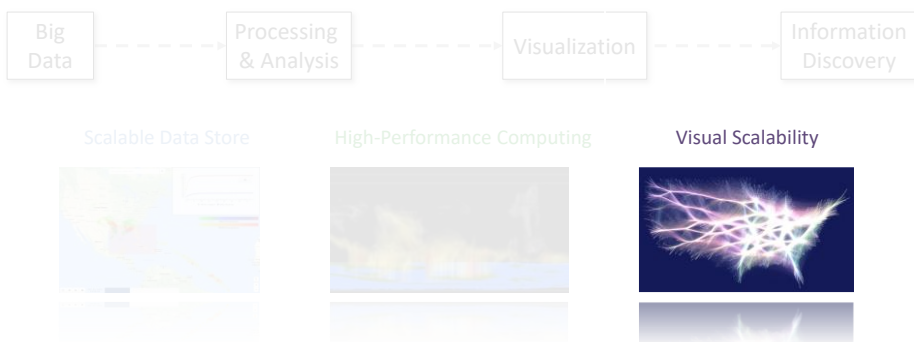 Big
Data
Processing
& Analysis
Visualization
Information
Discovery
Scalable Data Store
High-Performance Computing
Visual Scalability